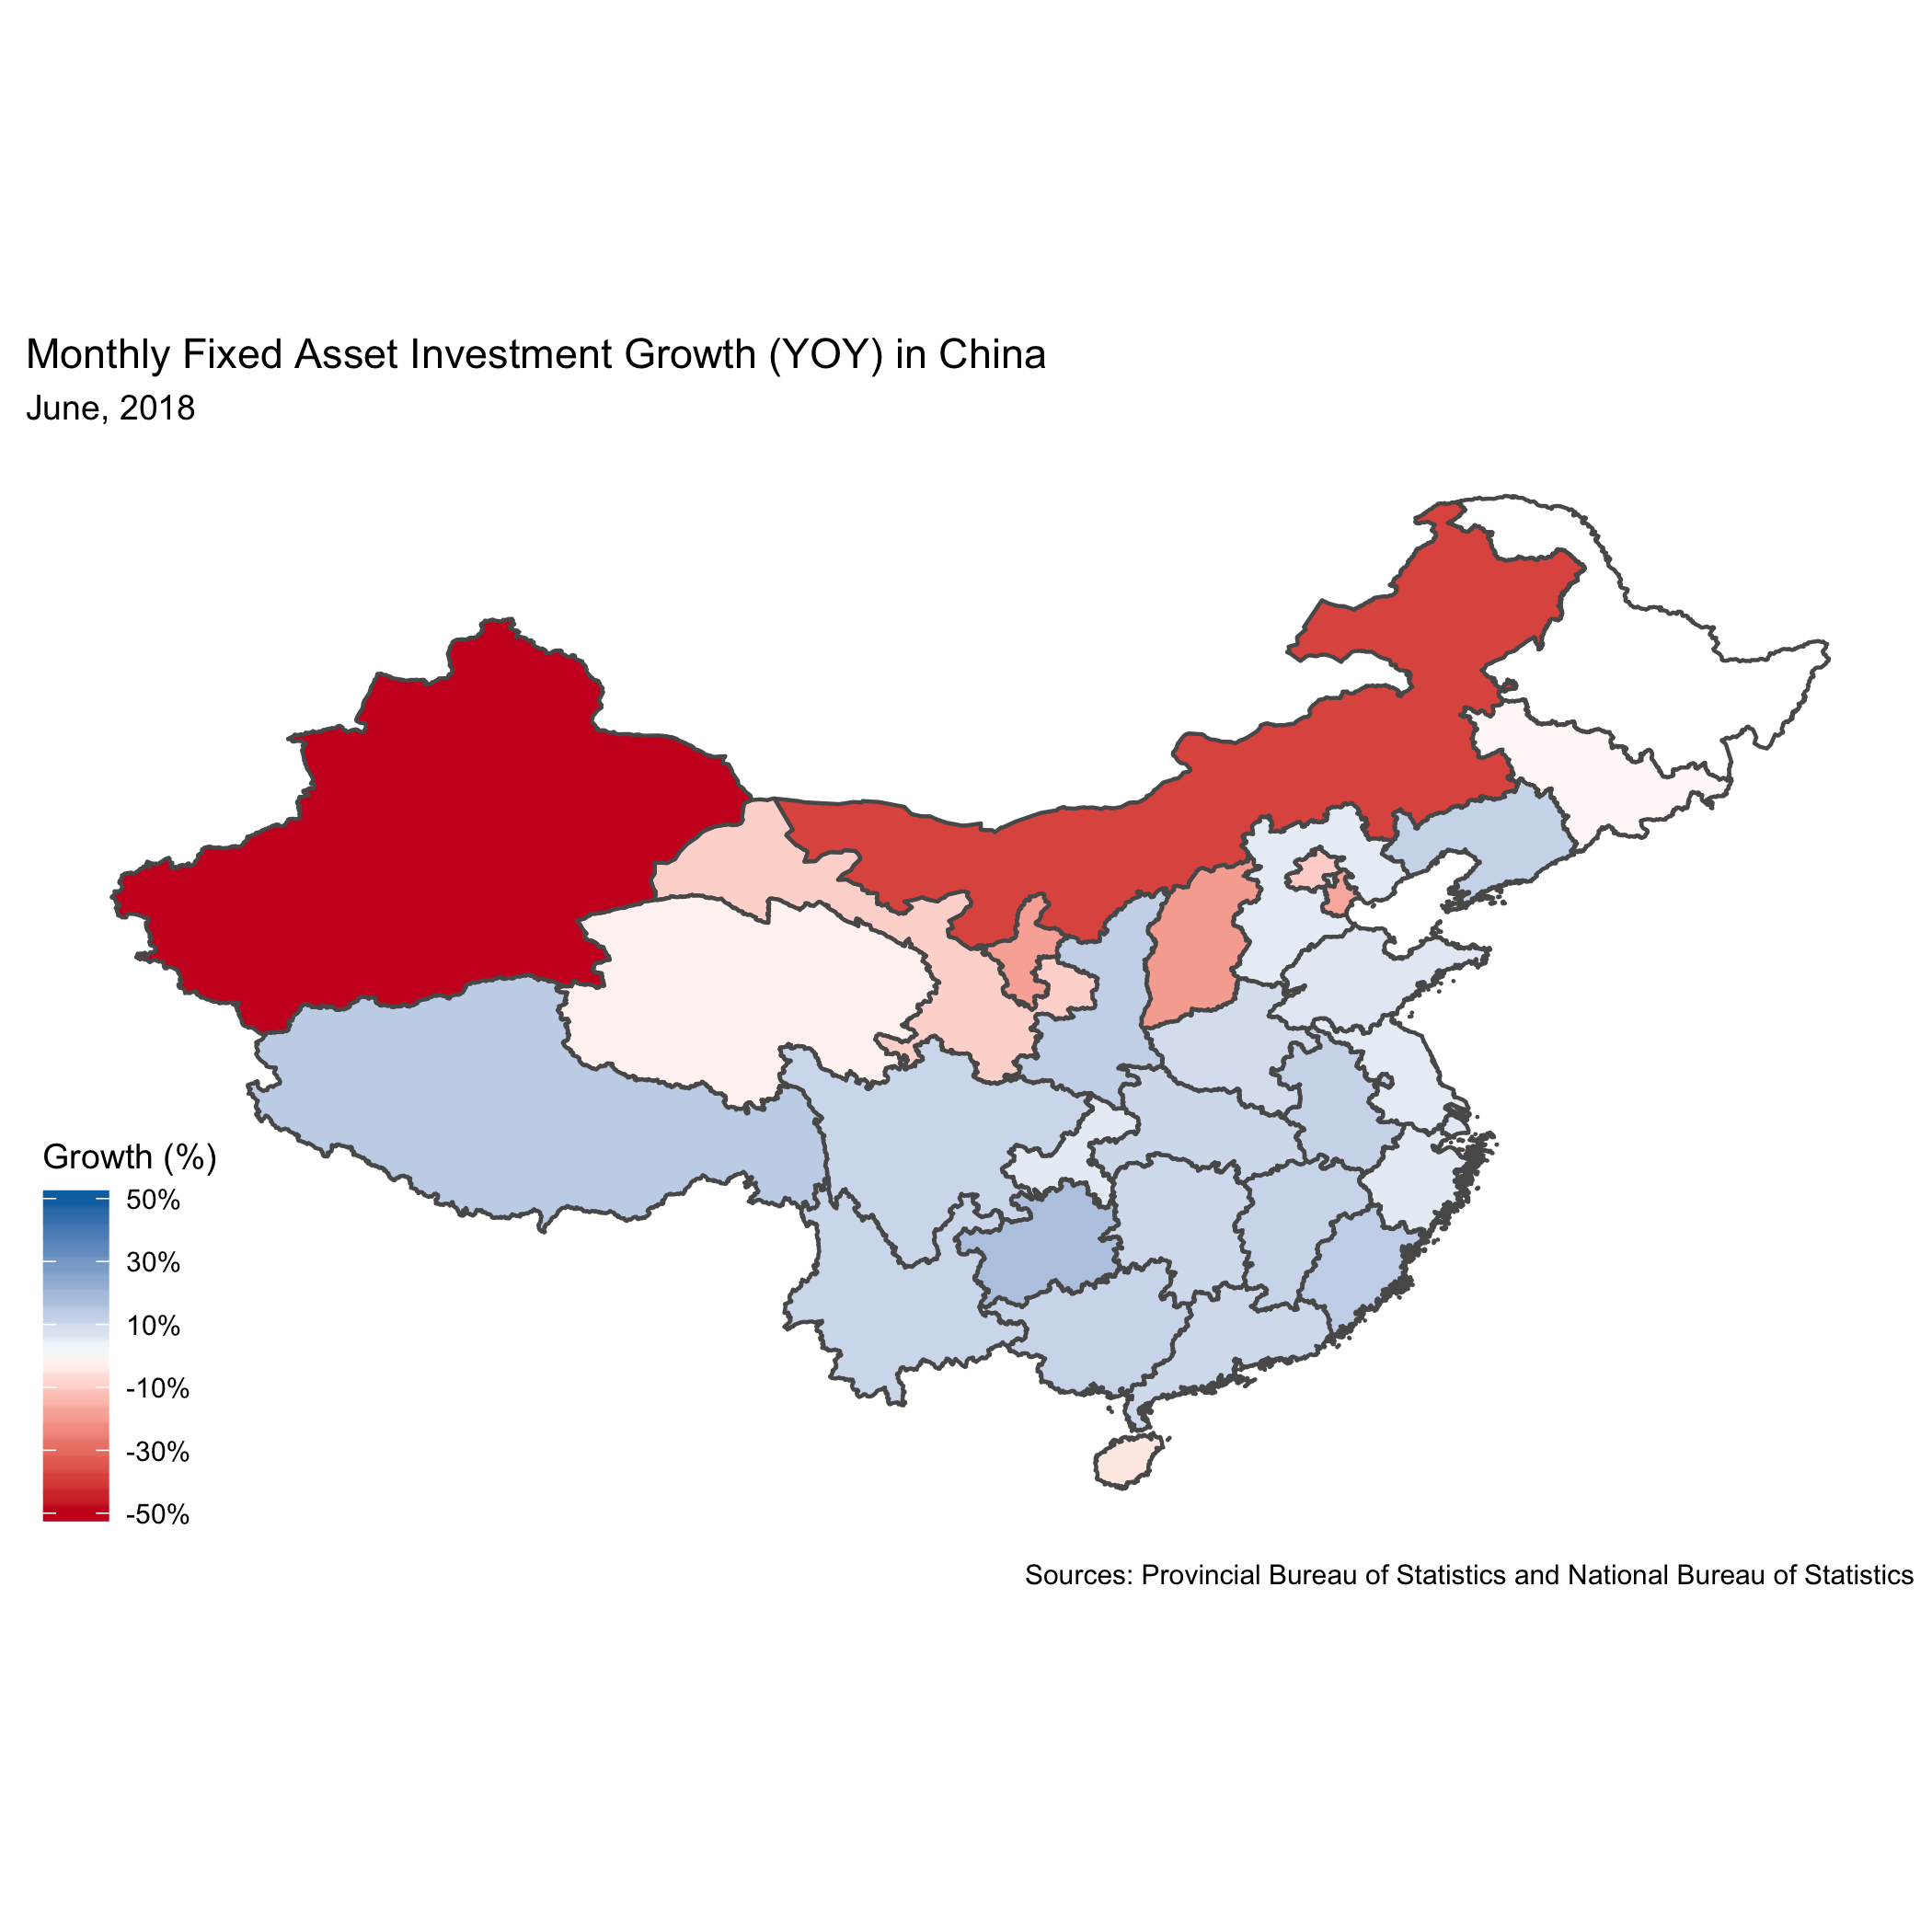 Monthly Fixed Asset Investment Growth (YOY) in China
June, 2018
Growth (%)
50%
30%
10%
-10%
-30%
-50%
Sources: Provincial Bureau of Statistics and National Bureau of Statistics